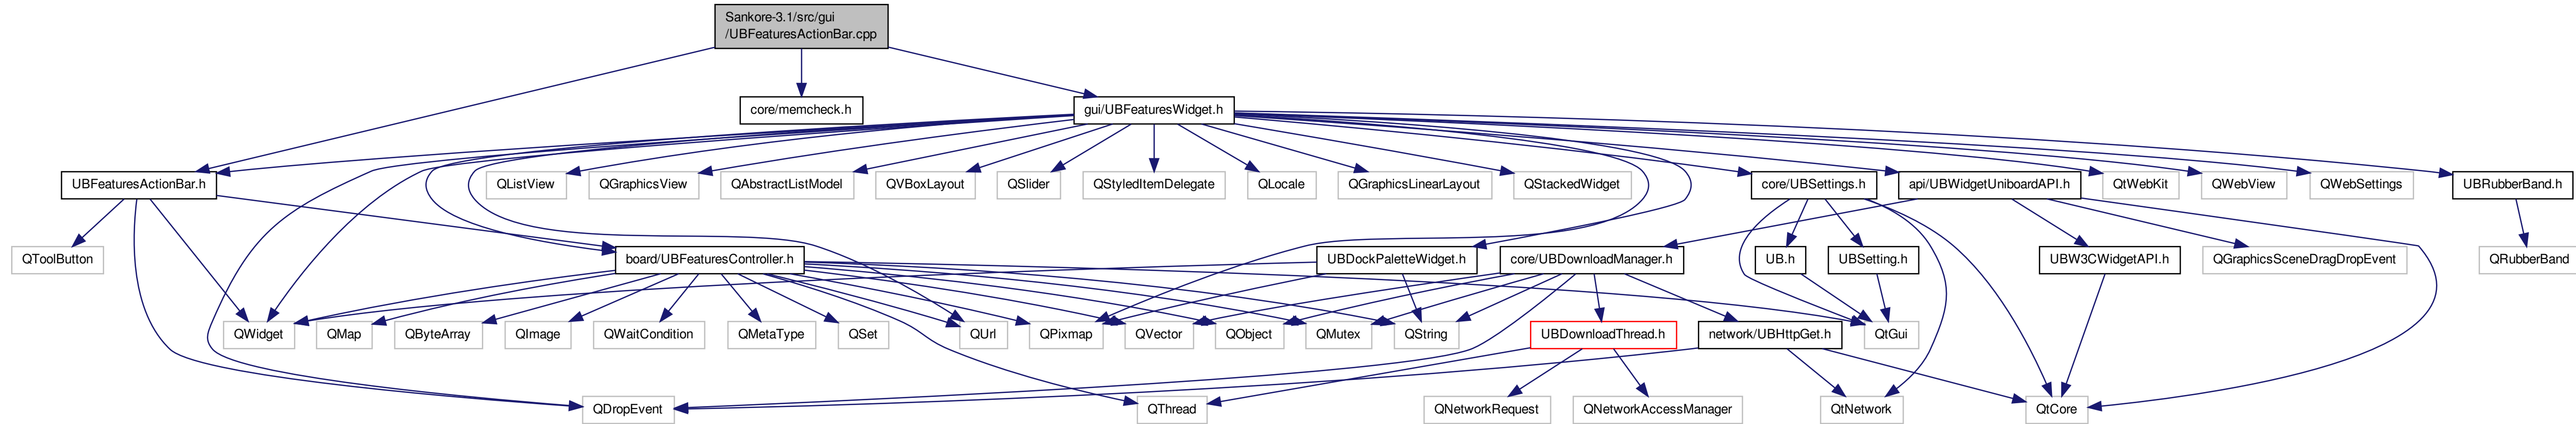 Sankore-3.1/src/gui
/UBFeaturesActionBar.cpp
core/memcheck.h
gui/UBFeaturesWidget.h
UBFeaturesActionBar.h
QListView
QGraphicsView
QAbstractListModel
QVBoxLayout
QSlider
QStyledItemDelegate
QLocale
QGraphicsLinearLayout
QStackedWidget
core/UBSettings.h
api/UBWidgetUniboardAPI.h
QtWebKit
QWebView
QWebSettings
UBRubberBand.h
QToolButton
board/UBFeaturesController.h
UBDockPaletteWidget.h
core/UBDownloadManager.h
UB.h
UBSetting.h
UBW3CWidgetAPI.h
QGraphicsSceneDragDropEvent
QRubberBand
QWidget
QMap
QByteArray
QImage
QWaitCondition
QMetaType
QSet
QUrl
QPixmap
QVector
QObject
QMutex
QString
UBDownloadThread.h
network/UBHttpGet.h
QtGui
QDropEvent
QThread
QNetworkRequest
QNetworkAccessManager
QtNetwork
QtCore